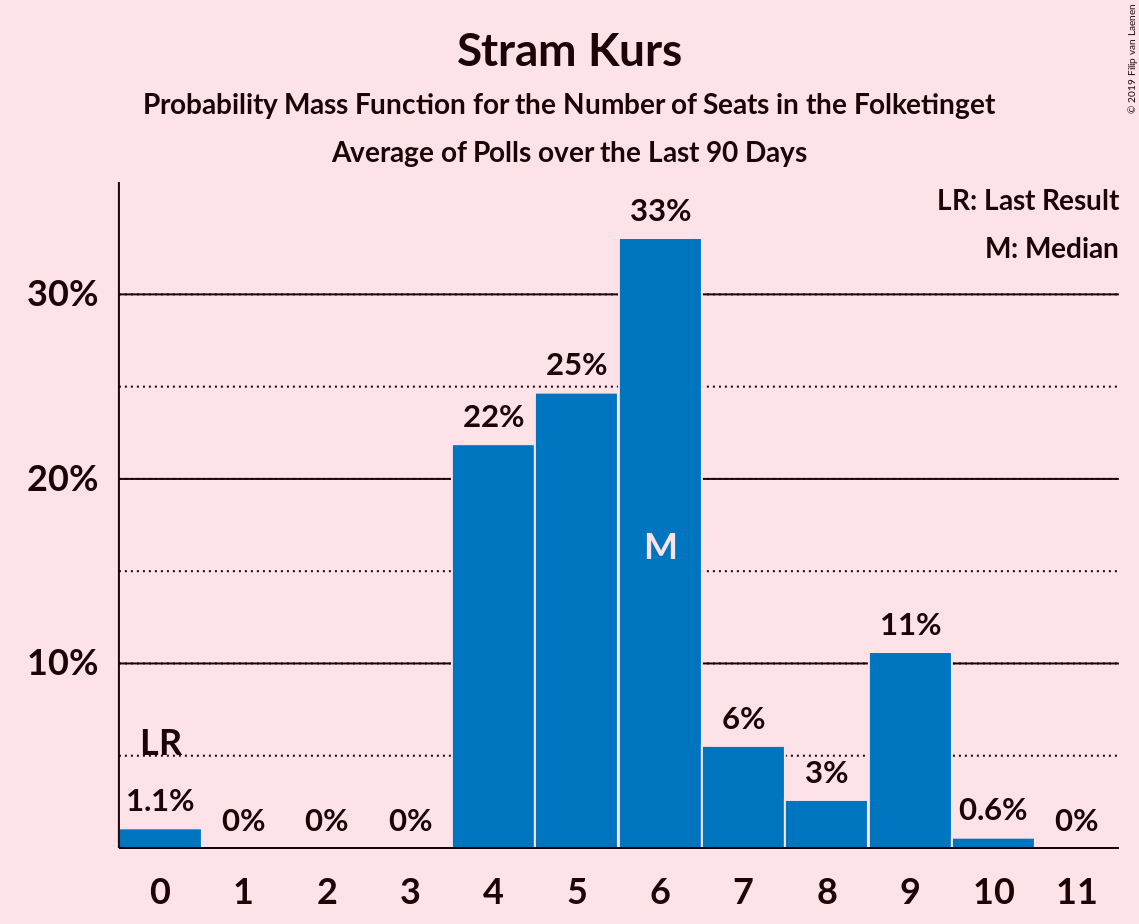 Stram Kurs
Probability Mass Function for the Number of Seats in the Folketinget
Average of Polls over the Last 90 Days
© 2019 Filip van Laenen
LR: Last Result
M: Median
30%
20%
10%
LR
1.1%
0%
0%
0%
22%
25%
33%
M
6%
3%
11%
0.6%
0%
0 1 2 3 4 5 6 7 8 9 10 11